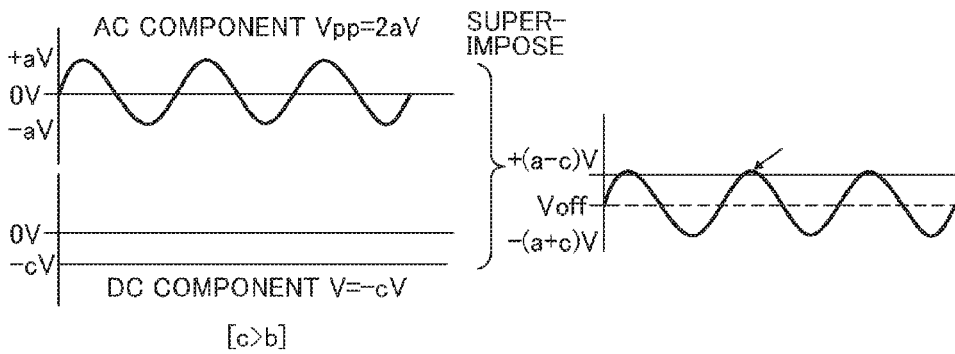 AC COMPONENT Vpp=2aV
+aV
0V
−aV
0V
−cV
DC COMPONENT V=−cV
[c>b]
SUPER-
IMPOSE
+(a−c)V
Voff
−(a+c)V